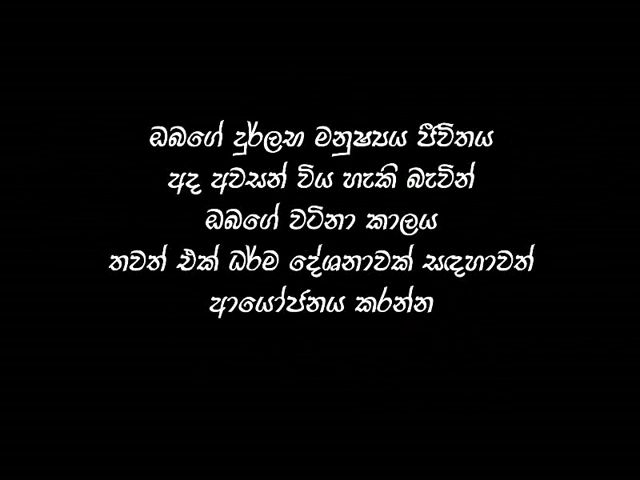 ඔබගේ දුර්ලභ මනුෂ්‍යය ජීවිතය
අද අවසන් විය හැකි බැවින්
ඔබගේ වටිනා කාලය
තවත් එක් ධර්ම දේශනාවක් සඳහාවත්
ආයෝජනය කරන්න